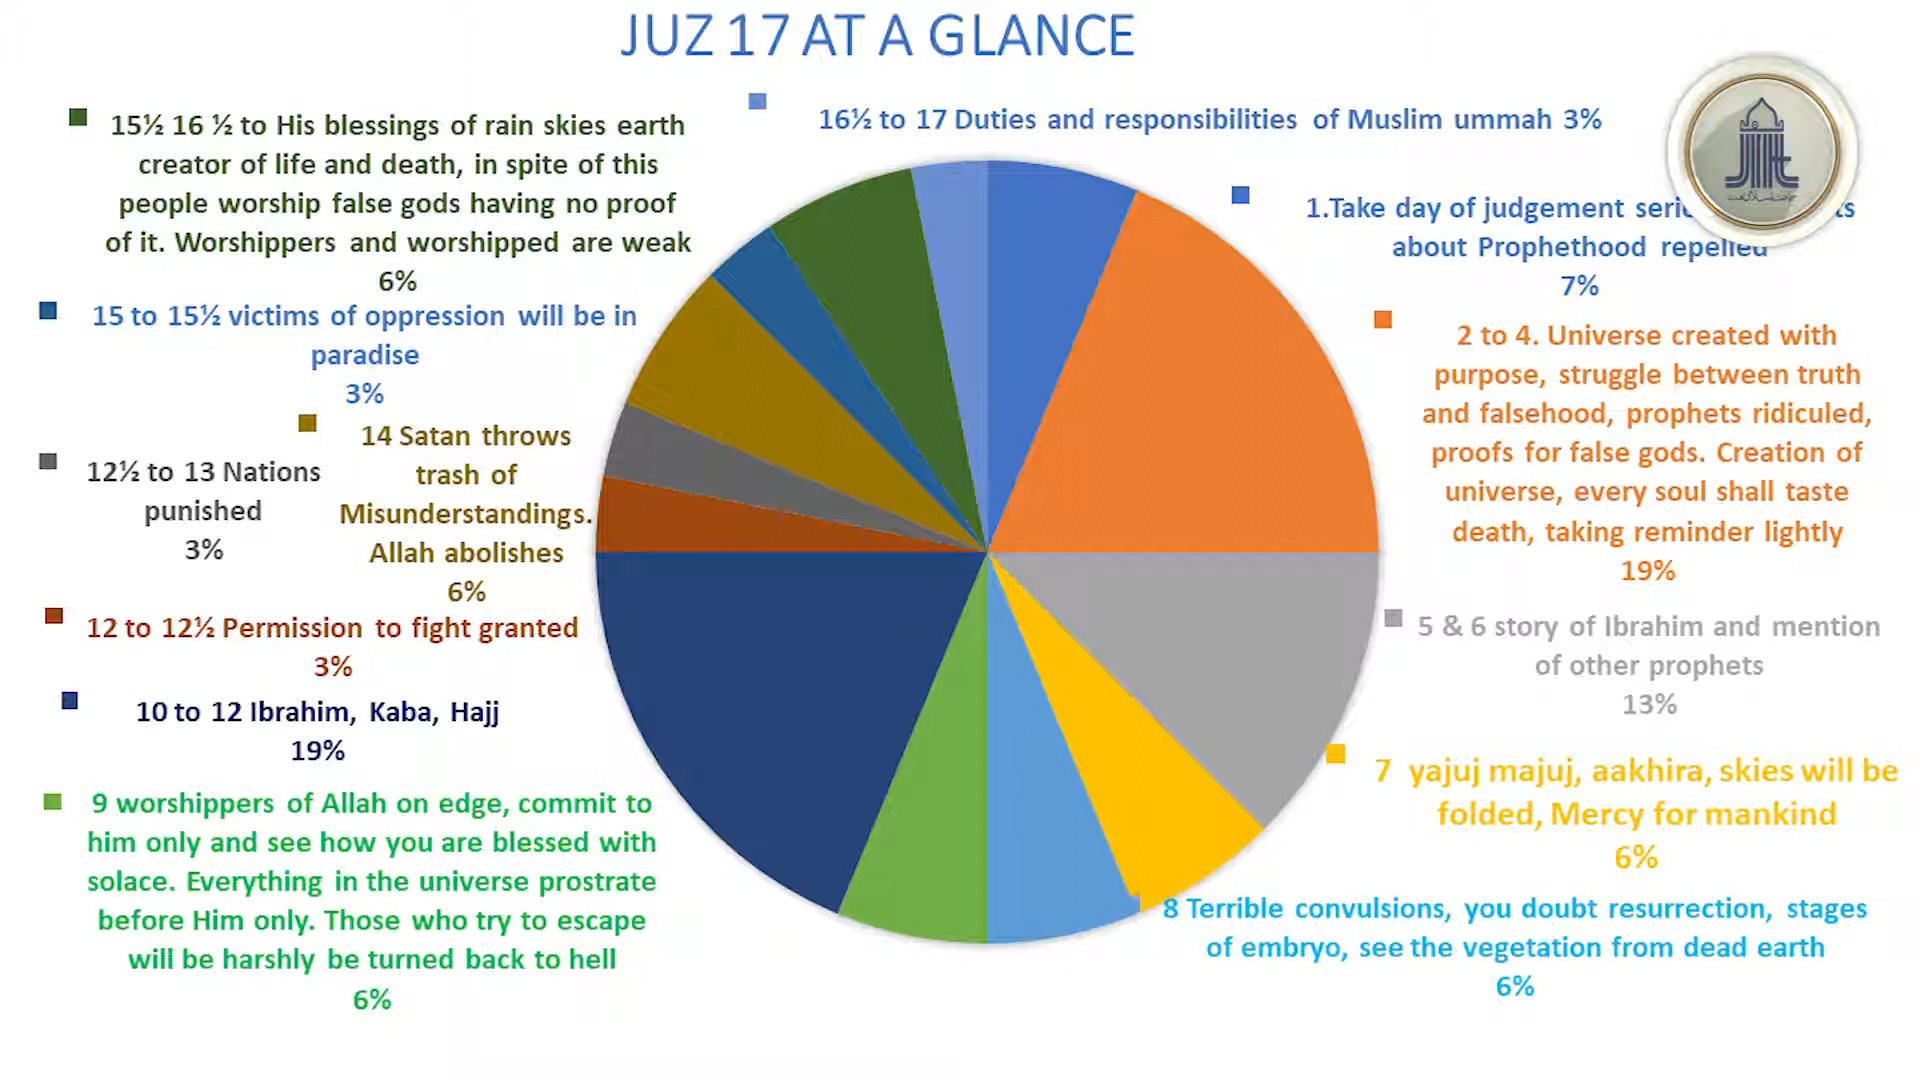 JUZ 17 AT A GLANCE
16½ to 17 Duties and responsibilities of Muslim ummah 3%
1.Take day of judgement
about Prophethood repelled
7%
2 to 4. Universe created with
purpose, struggle between truth
and falsehood, prophets ridiculed,
proofs for false gods. Creation of
universe, every soul shall taste
death, taking reminder lightly
19%
5 & 6 story of Ibrahim and mention
of other prophets
13%
7 yajuj majuj, aakhira, skies will be
folded, Mercy for mankind
6%
8 Terrible convulsions, you doubt resurrection, stages
of embryo, see the vegetation from dead earth
6%
9 worshippers of Allah on edge, commit to
him only and see how you are blessed with
solace. Everything in the universe prostrate
before Him only. Those who try to escape
will be harshly be turned back to hell
6%
10 to 12 Ibrahim, Kaba, Hajj
19%
12 to 12½ Permission to fight granted
3%
12½ to 13 Nations
punished
3%
14 Satan throws
trash of
Misunderstandings.
Allah abolishes
6%
15 to 15½ victims of oppression will be in
paradise
3%
15½ 16 ½ to His blessings of rain skies earth
creator of life and death, in spite of this
people worship false gods having no proof
of it. Worshippers and worshipped are weak
6%